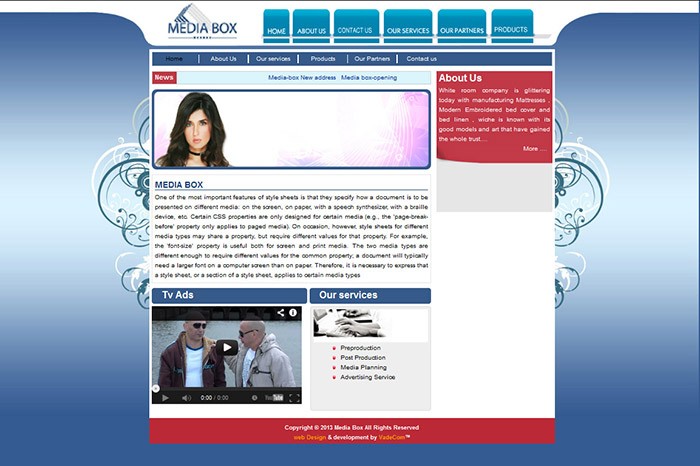 MEDIA BOX
HOME
ABOUT US
CONTACT US
OUR SERVICES
OUR PARTNERS
PRODUCTS
Home
About Us
Our services
Products
Our Partners
Contact us
News
Media-box New address Media box-opening
About Us
White room company is glittering
today with manufacturing Mattresses ,
Modern Embroidered bed cover and
bed linen , wiche is known with its
good models and art that have gained
the whole trust....
More ....
MEDIA BOX
One of the most important features of style sheets is that they specify how a document is to be
presented on different media: on the screen, on paper, with a speech synthesizer, with a braille
device, etc. Certain CSS properties are only designed for certain media (e.g., the 'page-break-
before' property only applies to paged media). On occasion, however, style sheets for different
media types may share a property, but require different values for that property. For example,
the 'font-size' property is useful both for screen and print media. The two media types are
different enough to require different values for the common property; a document will typically
need a larger font on a computer screen than on paper. Therefore, it is necessary to express that
a style sheet, or a section of a style sheet, applies to certain media types
Tv Ads
Our services
0:00 / 0:00
YouTube
Preproduction
Post Production
Media Planning
Advertising Service
Copyright © 2013 Media Box All Rights Reserved
web Design & development by VadeCom™